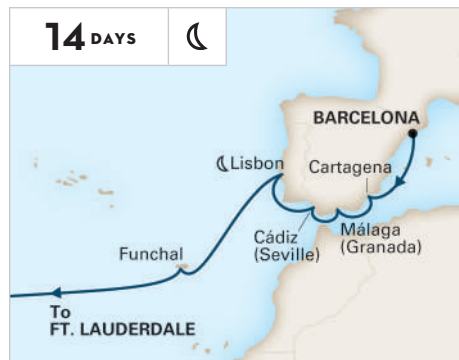 14 DAYS
BARCELONA
Lisbon
Cartagena
Málaga
(Granada)
Cádiz
(Seville)
Funchal
To
FT. LAUDERDALE